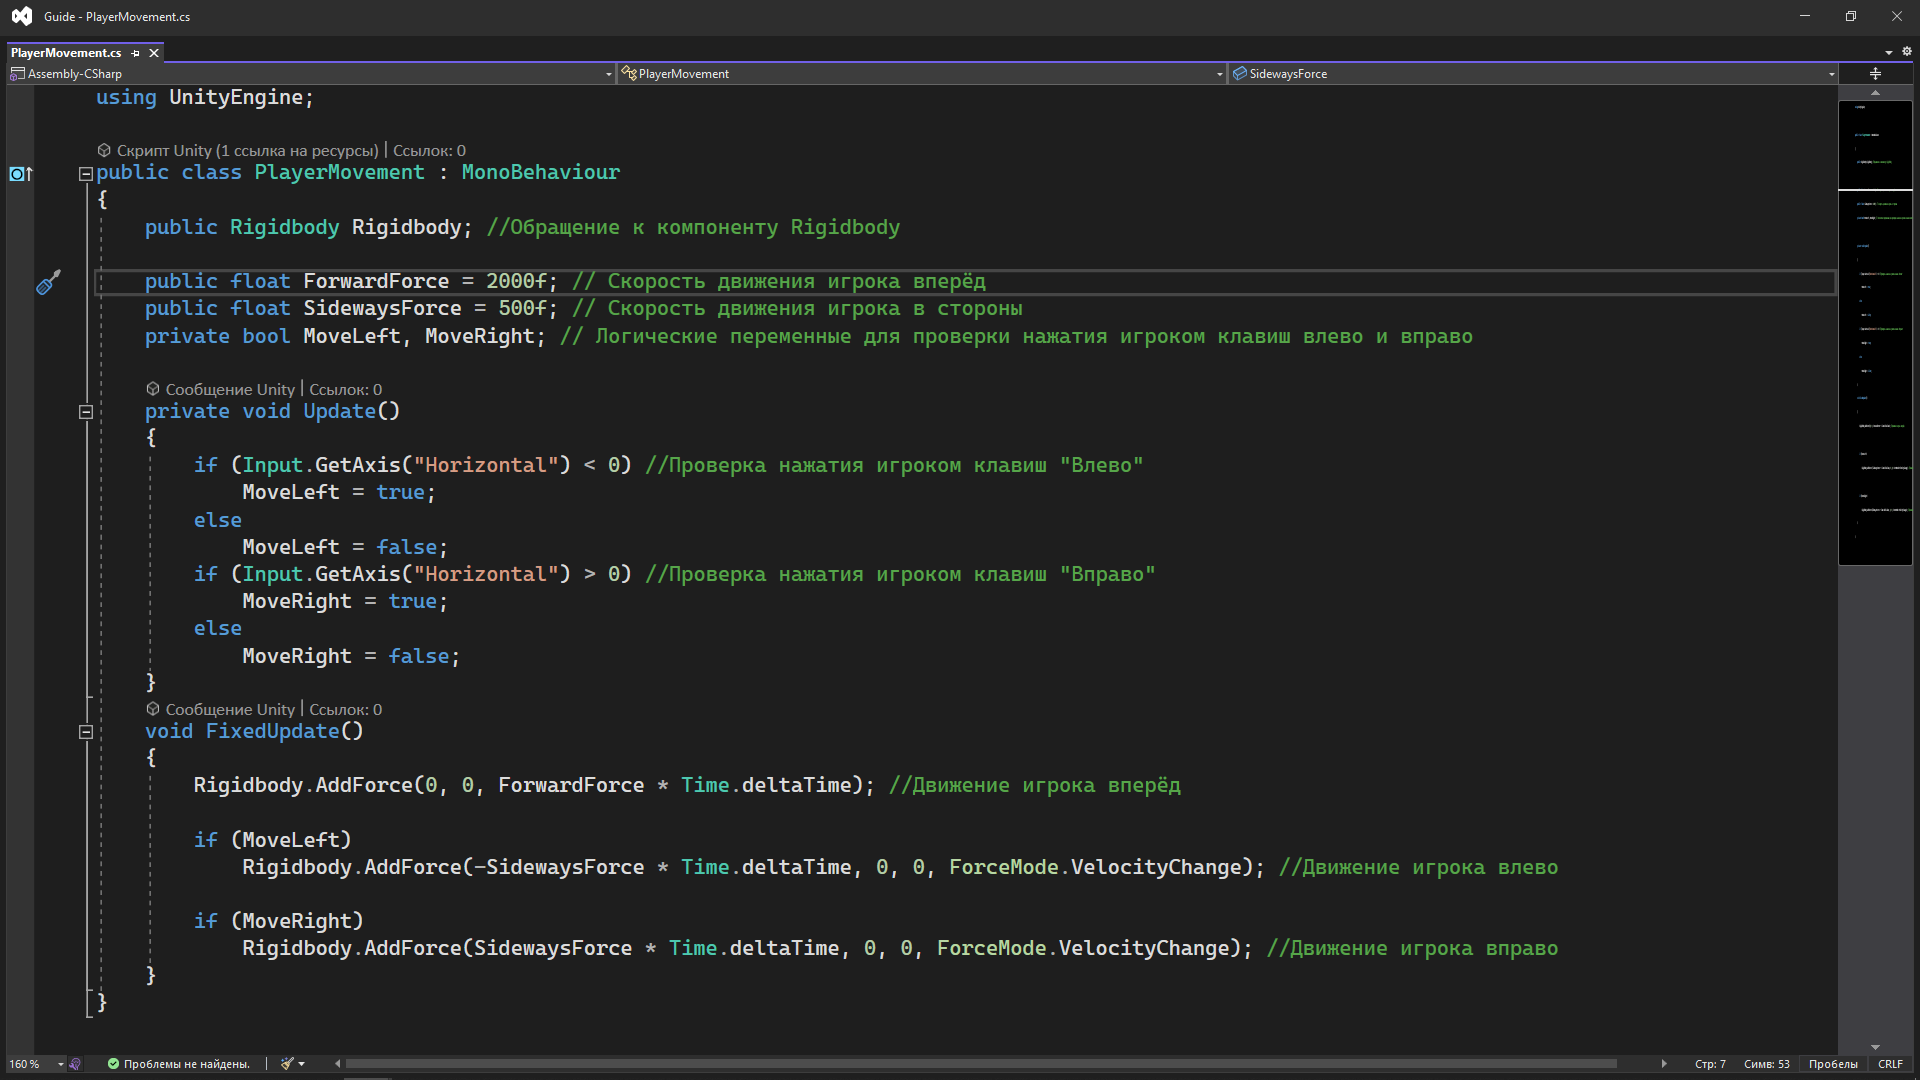 Guide - PlayerMovement.cs
PlayerMovement.cs
Assembly-CSharp PlayerMovement SidewaysForce
using UnityEngine;
Скрипт Unity (1 ссылка на ресурсы) | Ссылок: 0
public class PlayerMovement : MonoBehaviour
{
public Rigidbody Rigidbody; //Обращение к компоненту Rigidbody
public float ForwardForce = 2000f; // Скорость движения игрока вперёд
public float SidewaysForce = 500f; // Скорость движения игрока в стороны
private bool MoveLeft, MoveRight; // Логические переменные для проверки нажатия игроком клавиш влево и вправо
Сообщение Unity | Ссылок: 0
private void Update()
{
if (Input.GetAxis("Horizontal") < 0) //Проверка нажатия игроком клавиш "Влево"
MoveLeft = true;
else
MoveLeft = false;
if (Input.GetAxis("Horizontal") > 0) //Проверка нажатия игроком клавиш "Вправо"
MoveRight = true;
else
MoveRight = false;
}
Сообщение Unity | Ссылок: 0
void FixedUpdate()
{
Rigidbody.AddForce(0, 0, ForwardForce * Time.deltaTime); //Движение игрока вперёд
if (MoveLeft)
Rigidbody.AddForce(-SidewaysForce * Time.deltaTime, 0, 0, ForceMode.VelocityChange); //Движение игрока влево
if (MoveRight)
Rigidbody.AddForce(SidewaysForce * Time.deltaTime, 0, 0, ForceMode.VelocityChange); //Движение игрока вправо
}
}
160 % Проблемы не найдены. Стр: 7 Симв: 53 Пробелы CRLF